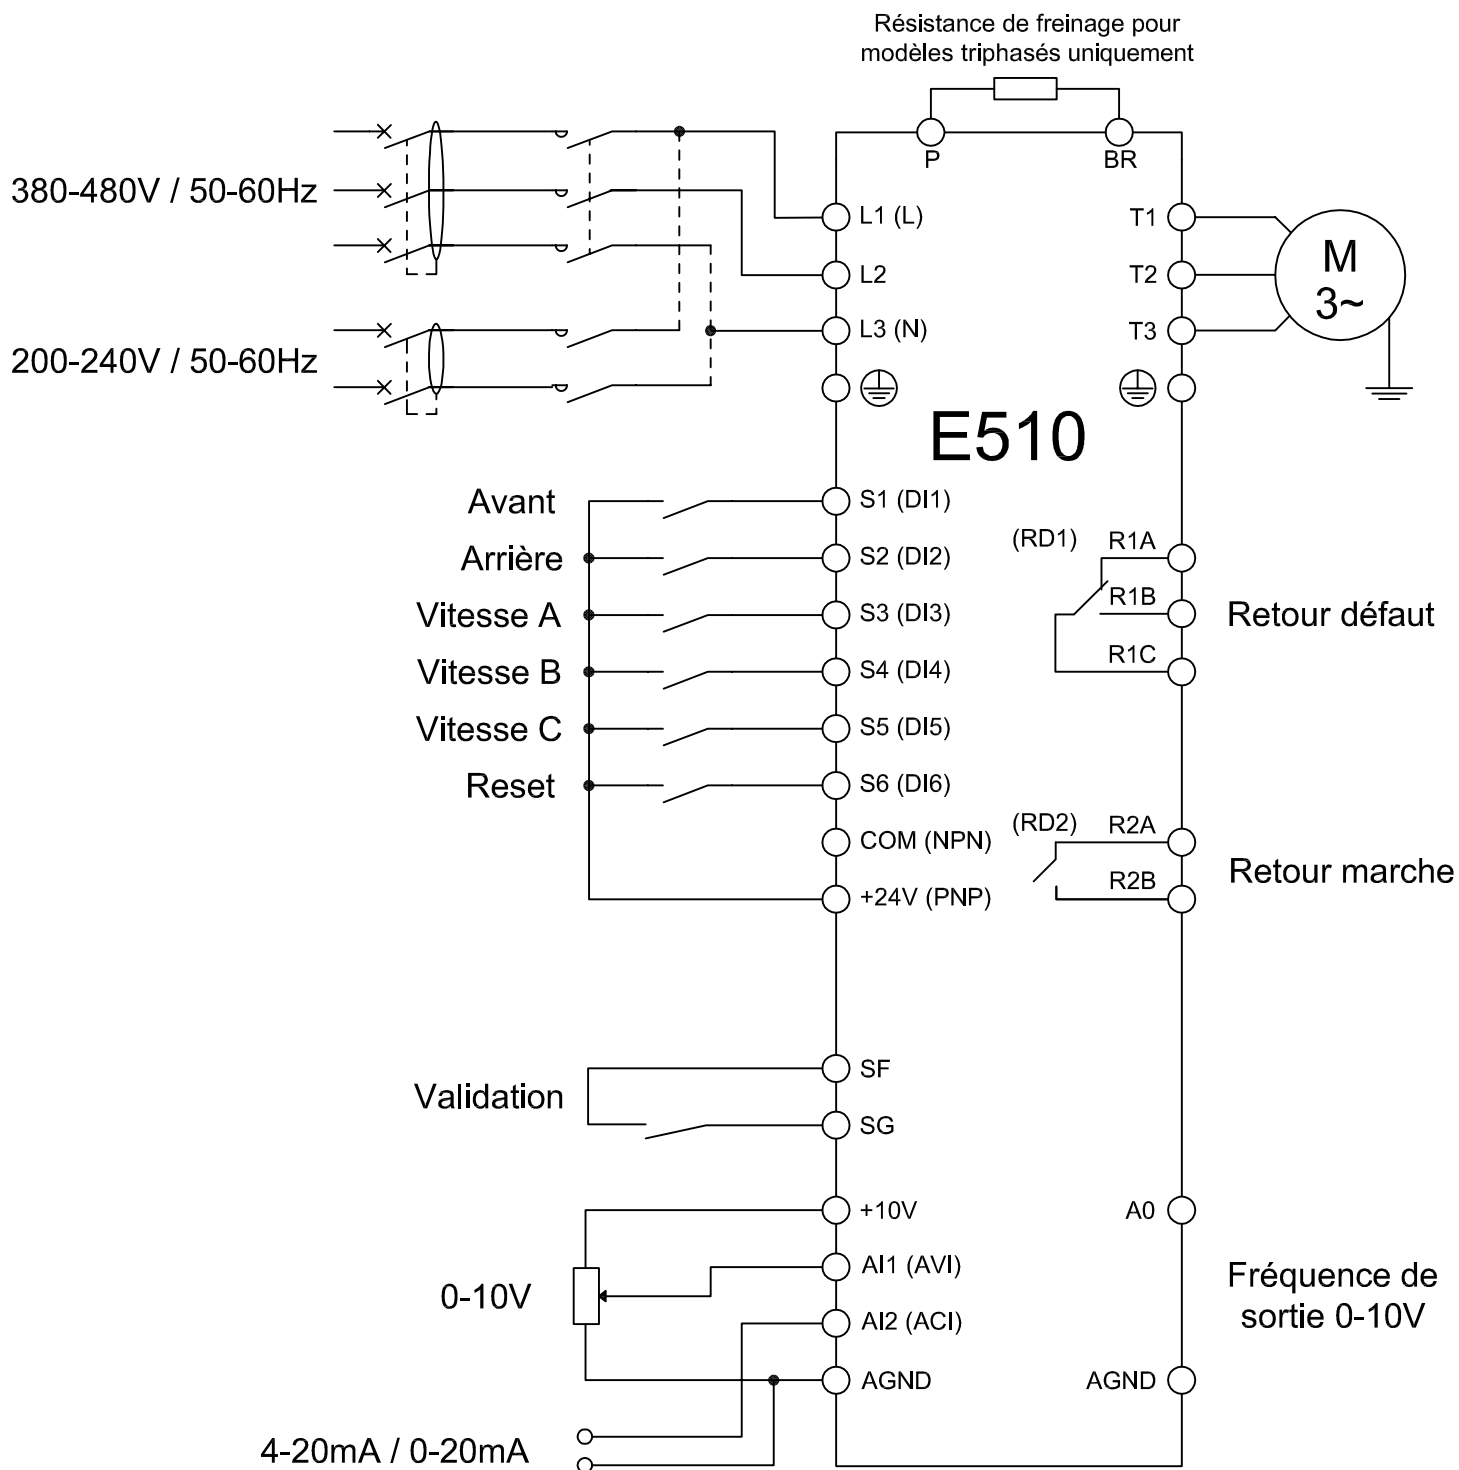 Résistance de freinage pour
modèles triphasés uniquement
P
BR
380-480V / 50-60Hz
L1 (L)
T1
L2
T2
M
3~
L3 (N)
T3
200-240V / 50-60Hz
E510
Avant
S1 (DI1)
Arrière
S2 (DI2)
(RD1)
R1A
Vitesse A
S3 (DI3)
R1B
Retour défaut
Vitesse B
S4 (DI4)
R1C
Vitesse C
S5 (DI5)
Reset
S6 (DI6)
COM (NPN)
(RD2)
R2A
Retour marche
+24V (PNP)
R2B
SF
Validation
SG
+10V
A0
0-10V
AI1 (AVI)
Fréquence de
sortie 0-10V
AI2 (ACI)
AGND
AGND
4-20mA / 0-20mA